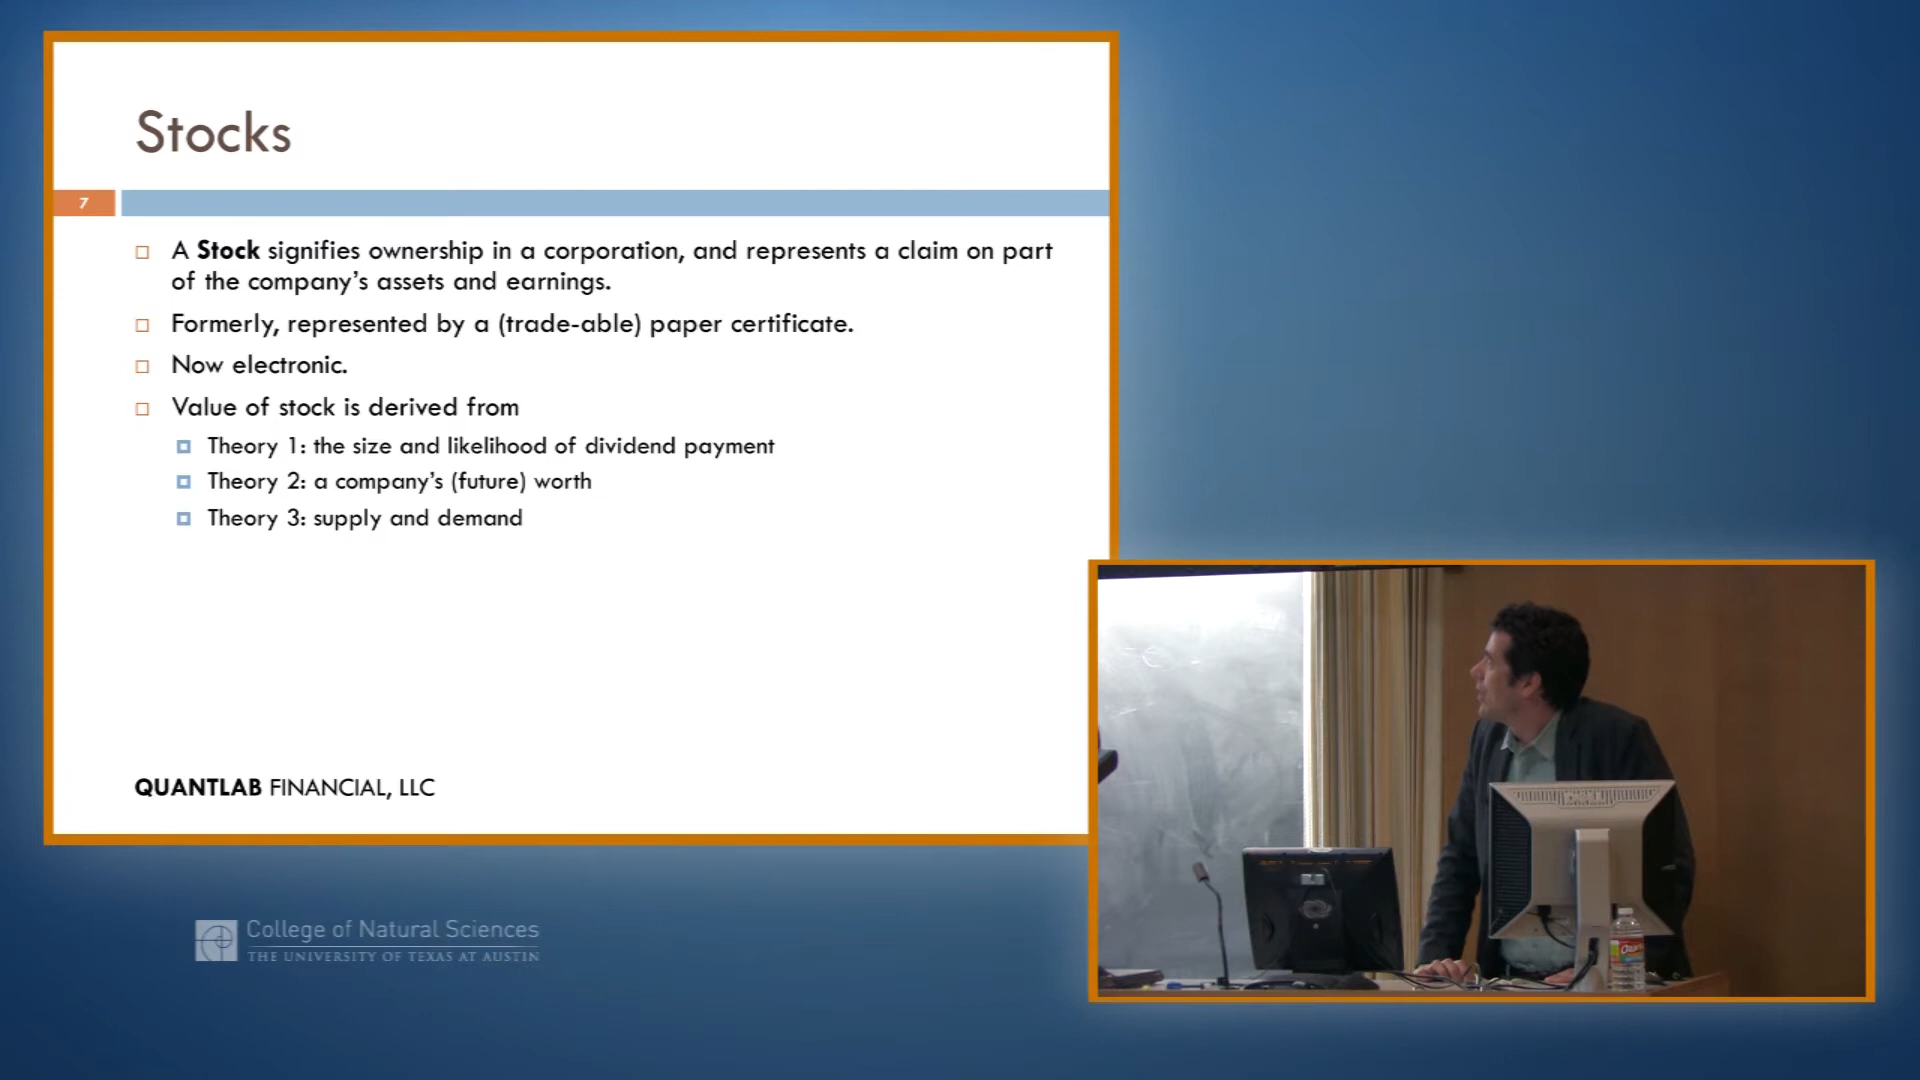 Stocks
7
A Stock signifies ownership in a corporation, and represents a claim on part
of the company's assets and earnings.
Formerly, represented by a (trade-able) paper certificate.
Now electronic.
Value of stock is derived from
Theory 1: the size and likelihood of dividend payment
Theory 2: a company's (future) worth
Theory 3: supply and demand
QUANTLAB FINANCIAL, LLC
College of Natural Sciences
THE UNIVERSITY OF TEXAS AT AUSTIN